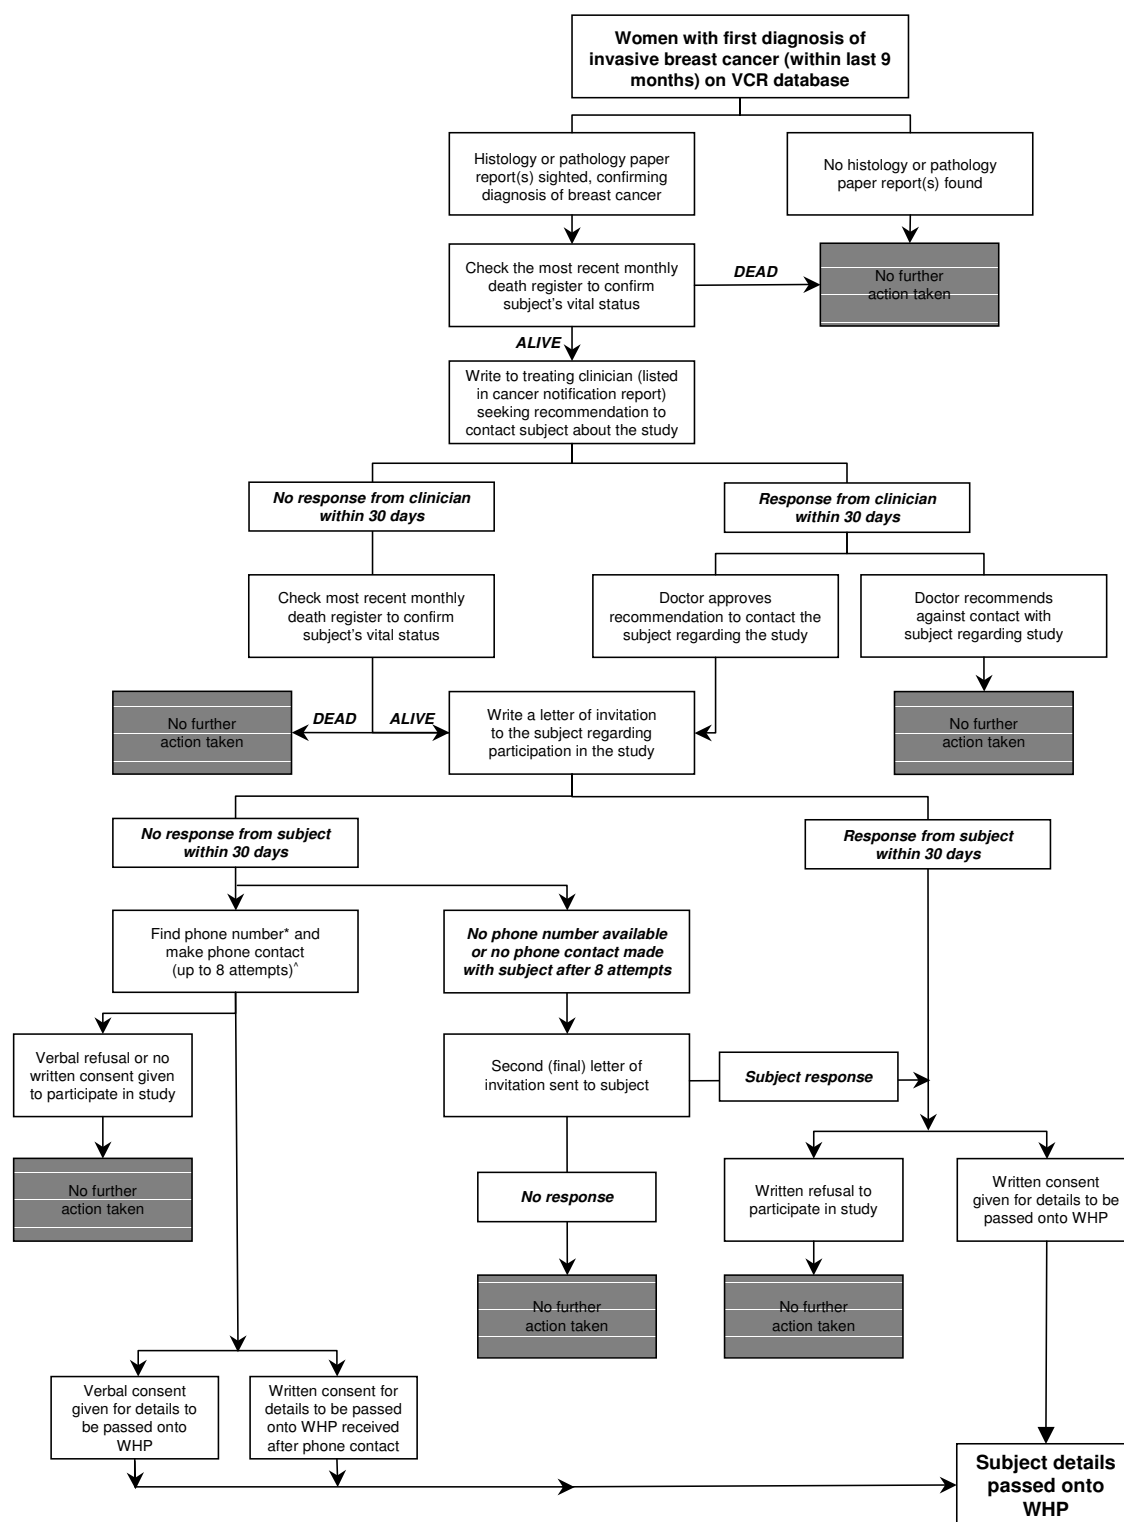 Women with first diagnosis of
invasive breast cancer (within last 9
months) on VCR database
Histology or pathology paper
report(s) sighted, confirming
diagnosis of breast cancer
No histology or pathology
paper report(s) found
Check the most recent monthly
death register to confirm
subject's vital status
DEAD
No further
action taken
ALIVE
Write to treating clinician (listed
in cancer notification report)
seeking recommendation to
contact subject about the study
No response from clinician
within 30 days
Response from clinician
within 30 days
Check most recent monthly
death register to confirm
subject's vital status
Doctor approves
recommendation to contact the
subject regarding the study
Doctor recommends
against contact with
subject regarding study
No further
action taken
DEAD
ALIVE
Write a letter of invitation
to the subject regarding
participation in the study
No further
action taken
No response from subject
within 30 days
Response from subject
within 30 days
Find phone number* and
make phone contact
(up to 8 attempts)^
No phone number available
or no phone contact made
with subject after 8 attempts
Verbal refusal or no
written consent given
to participate in study
Second (final) letter of
invitation sent to subject
Subject response
No further
action taken
No response
Written refusal to
participate in study
Written consent
given for details to be
passed onto WHP
No further
action taken
No further
action taken
Verbal consent
given for details to
be passed onto
WHP
Written consent for
details to be passed
onto WHP received
after phone contact
Subject details
passed onto
WHP